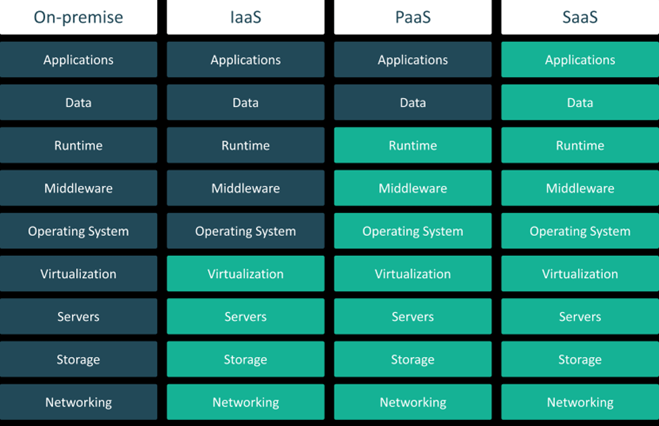 On-premise IaaS PaaS SaaS
Applications Applications Applications Applications
Data Data Data Data
Runtime Runtime Runtime Runtime
Middleware Middleware Middleware Middleware
Operating System Operating System Operating System Operating System
Virtualization Virtualization Virtualization Virtualization
Servers Servers Servers Servers
Storage Storage Storage Storage
Networking Networking Networking Networking